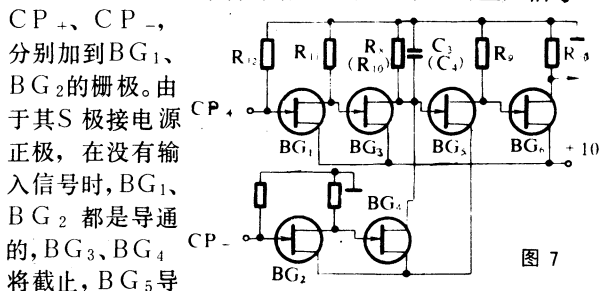 CP₊、CP₋，
分别加到BG₁、
BG₂的栅极。由
于其S极接电源
正极，在没有输
入信号时，BG₁、
BG₂都是导通
的，BG₃、BG₄
将截止，BG₅导
R₁₂
R₁₁
R₈
(R₁₀)
C₃
(C₄)
R₉
CP₊
BG₁
BG₃
BG₅
BG₆
+10
CP₋
BG₂
BG₄
图 7